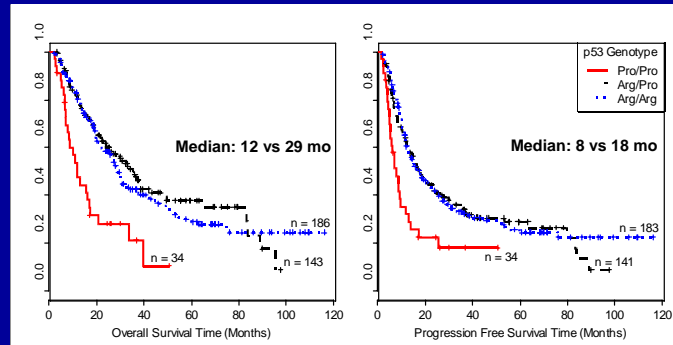 1.0
0.8
0.6
0.4
0.2
0.0
Median: 12 vs 29 mo
n = 186
n = 143
n = 34
0 20 40 60 80 100 120
Overall Survival Time (Months)
1.0
0.8
0.6
0.4
0.2
0.0
p53 Genotype
Pro/Pro
Arg/Pro
Arg/Arg
Median: 8 vs 18 mo
n = 183
n = 34
n = 141
0 20 40 60 80 100 120
Progression Free Survival Time (Months)